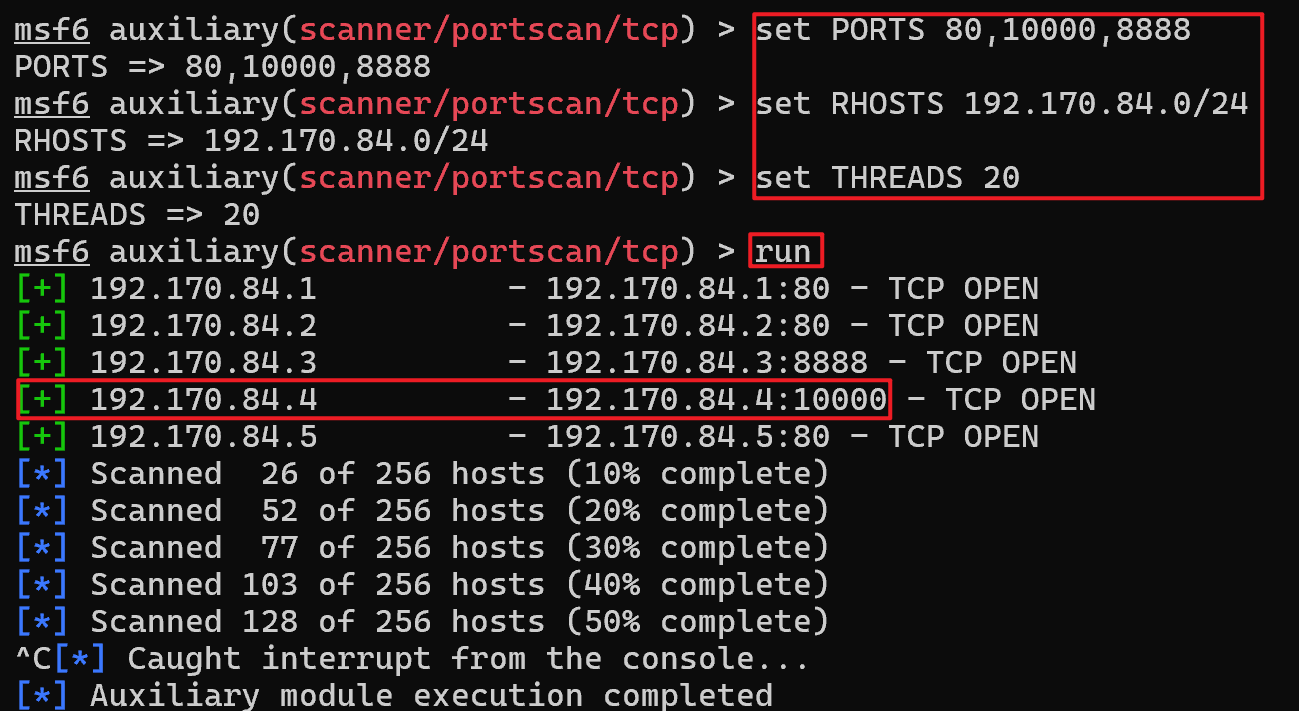 msf6 auxiliary(scanner/portscan/tcp) > set PORTS 80,10000,8888
PORTS => 80,10000,8888
msf6 auxiliary(scanner/portscan/tcp) > set RHOSTS 192.170.84.0/24
RHOSTS => 192.170.84.0/24
msf6 auxiliary(scanner/portscan/tcp) > set THREADS 20
THREADS => 20
msf6 auxiliary(scanner/portscan/tcp) > run
[+] 192.170.84.1          - 192.170.84.1:80 - TCP OPEN
[+] 192.170.84.2          - 192.170.84.2:80 - TCP OPEN
[+] 192.170.84.3          - 192.170.84.3:8888 - TCP OPEN
[+] 192.170.84.4          - 192.170.84.4:10000 - TCP OPEN
[+] 192.170.84.5          - 192.170.84.5:80 - TCP OPEN
[*] Scanned  26 of 256 hosts (10% complete)
[*] Scanned  52 of 256 hosts (20% complete)
[*] Scanned  77 of 256 hosts (30% complete)
[*] Scanned 103 of 256 hosts (40% complete)
[*] Scanned 128 of 256 hosts (50% complete)
^C[*] Caught interrupt from the console...
[*] Auxiliary module execution completed